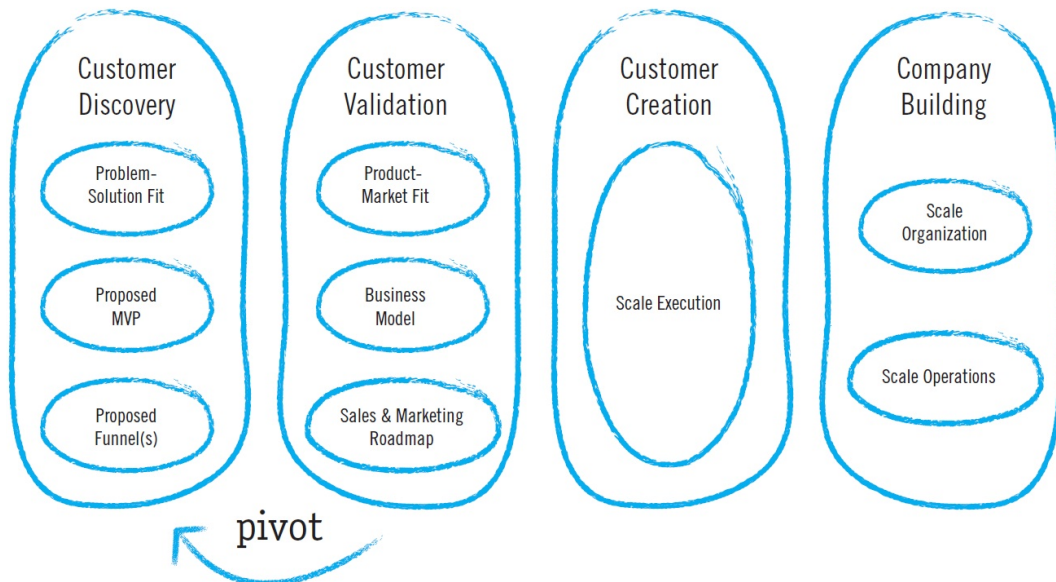 Customer
Discovery
Problem-
Solution Fit
Proposed
MVP
Proposed
Funnel(s)
Customer
Validation
Product-
Market Fit
Business
Model
Sales & Marketing
Roadmap
Customer
Creation
Scale Execution
Company
Building
Scale
Organization
Scale Operations
pivot